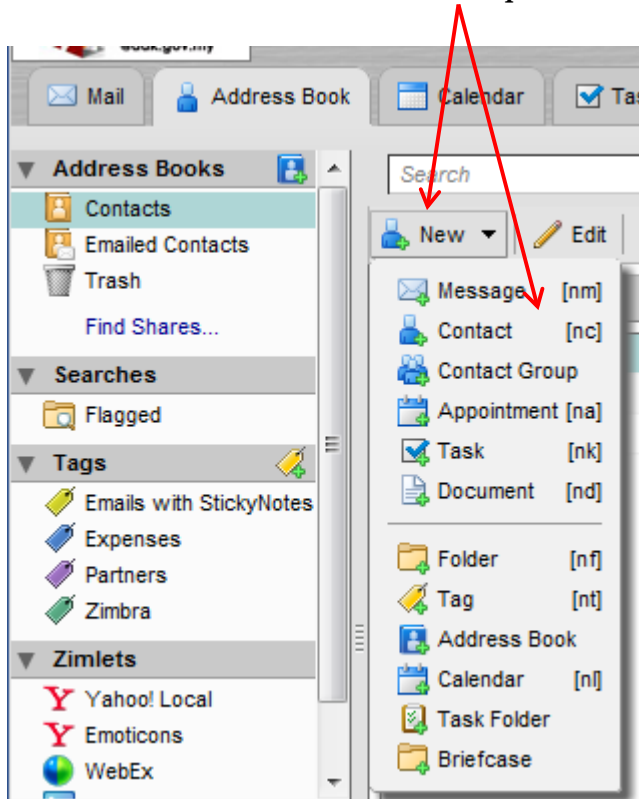 Mail Address Book Calendar
Address Books
Contacts
Emailed Contacts
Trash
Find Shares...
Searches
Flagged
Tags
Emails with StickyNotes
Expenses
Partners
Zimbra
Zimlets
Yahoo! Local
Emoticons
WebEx
Search
New Edit
Message [nm]
Contact [nc]
Contact Group
Appointment [na]
Task [nk]
Document [nd]
Folder [nf]
Tag [nt]
Address Book
Calendar [nl]
Task Folder
Briefcase